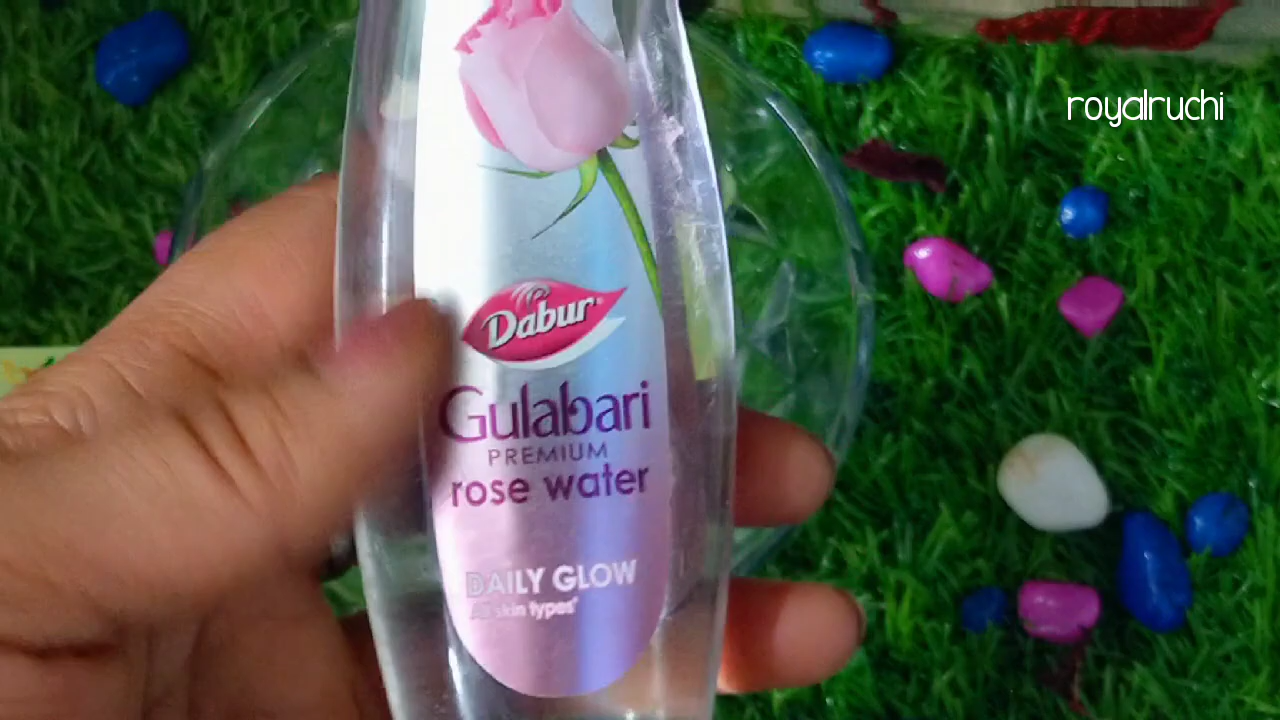 royalruchi
Dabur
Gulabari
PREMIUM
rose water
DAILY GLOW
All skin types*